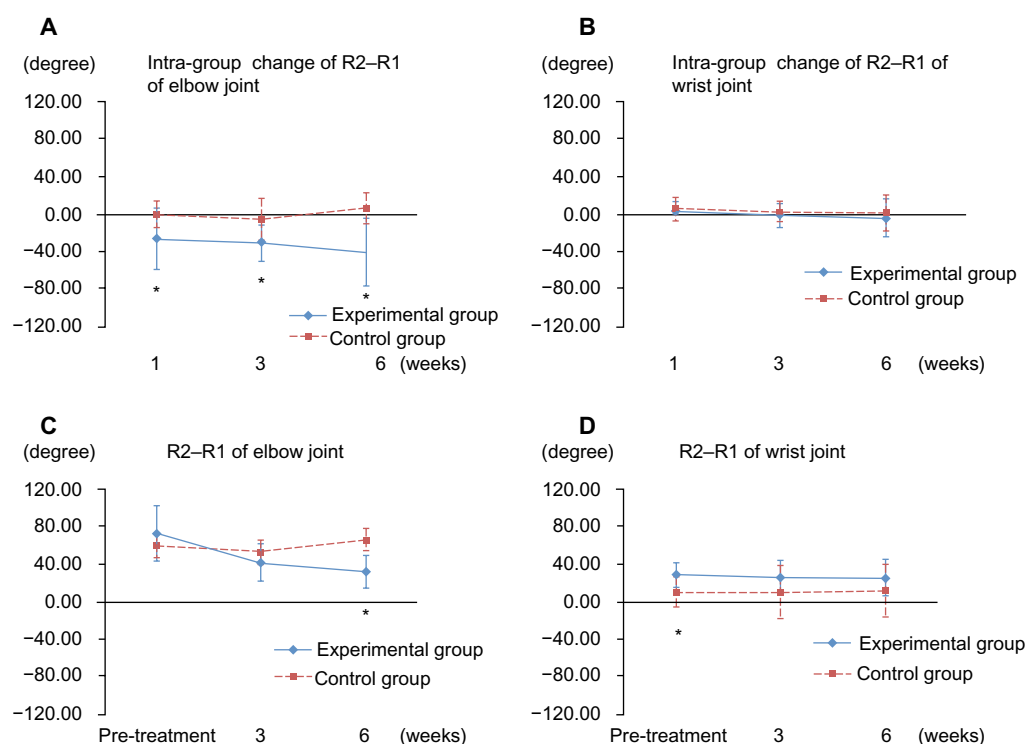 A
(degree)
Intra-group change of R2–R1
of elbow joint
120.00
80.00
40.00
0.00
−40.00
−80.00
−120.00
*
*
*
Experimental group
Control group
1 3 6 (weeks)
B
(degree)
Intra-group change of R2–R1 of
wrist joint
120.00
80.00
40.00
0.00
−40.00
−80.00
−120.00
Experimental group
Control group
1 3 6 (weeks)
C
(degree)
R2–R1 of elbow joint
120.00
80.00
40.00
0.00
−40.00
−80.00
−120.00
*
Experimental group
Control group
Pre-treatment 3 6 (weeks)
D
(degree)
R2–R1 of wrist joint
120.00
80.00
40.00
0.00
−40.00
−80.00
−120.00
*
Experimental group
Control group
Pre-treatment 3 6 (weeks)